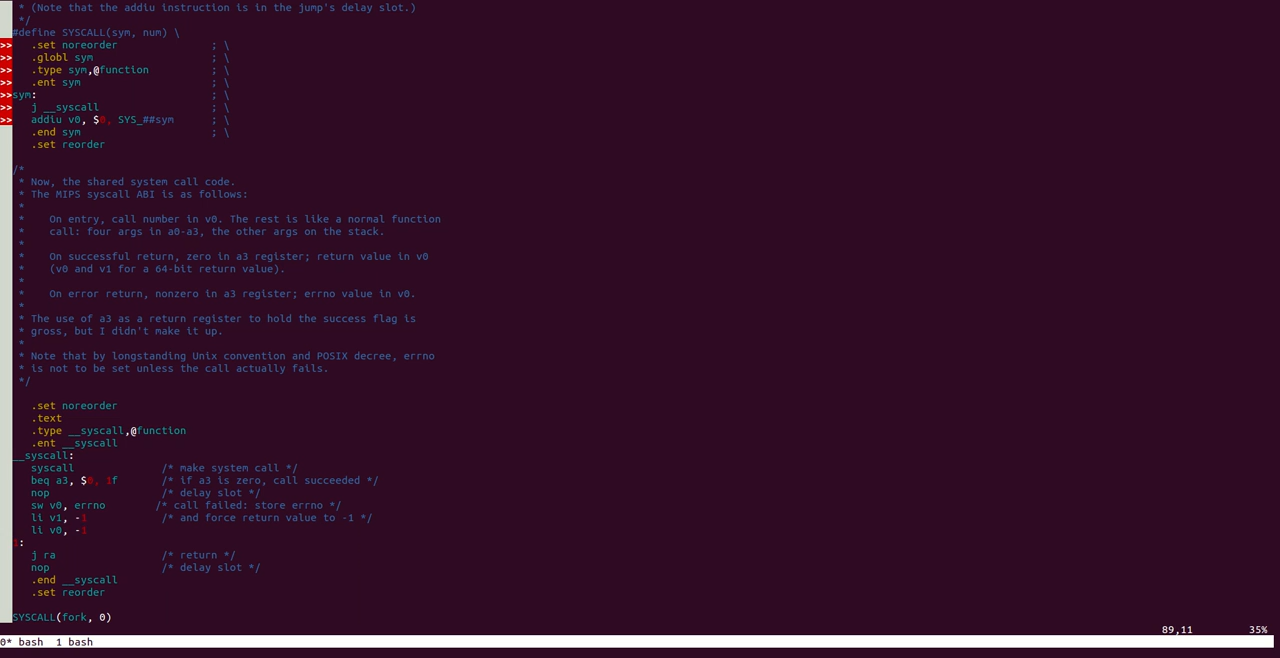 * (Note that the addiu instruction is in the jump's delay slot.)
 */
#define SYSCALL(sym, num) \
>>   .set noreorder               ; \
>>   .globl sym                   ; \
>>   .type sym,@function          ; \
>>   .ent sym                     ; \
>>sym:                            ; \
>>   j __syscall                  ; \
>>   addiu v0, $0, SYS_##sym      ; \
   .end sym                     ; \
   .set reorder

/*
 * Now, the shared system call code.
 * The MIPS syscall ABI is as follows:
 *
 *    On entry, call number in v0. The rest is like a normal function
 *    call: four args in a0-a3, the other args on the stack.
 *
 *    On successful return, zero in a3 register; return value in v0
 *    (v0 and v1 for a 64-bit return value).
 *
 *    On error return, nonzero in a3 register; errno value in v0.
 *
 * The use of a3 as a return register to hold the success flag is
 * gross, but I didn't make it up.
 *
 * Note that by longstanding Unix convention and POSIX decree, errno
 * is not to be set unless the call actually fails.
 */

   .set noreorder
   .text
   .type __syscall,@function
   .ent __syscall
__syscall:
   syscall              /* make system call */
   beq a3, $0, 1f       /* if a3 is zero, call succeeded */
   nop                  /* delay slot */
   sw v0, errno        /* call failed: store errno */
   li v1, -1            /* and force return value to -1 */
   li v0, -1
1:
   j ra                 /* return */
   nop                  /* delay slot */
   .end __syscall
   .set reorder

SYSCALL(fork, 0)
89,11         35%
0* bash  1 bash